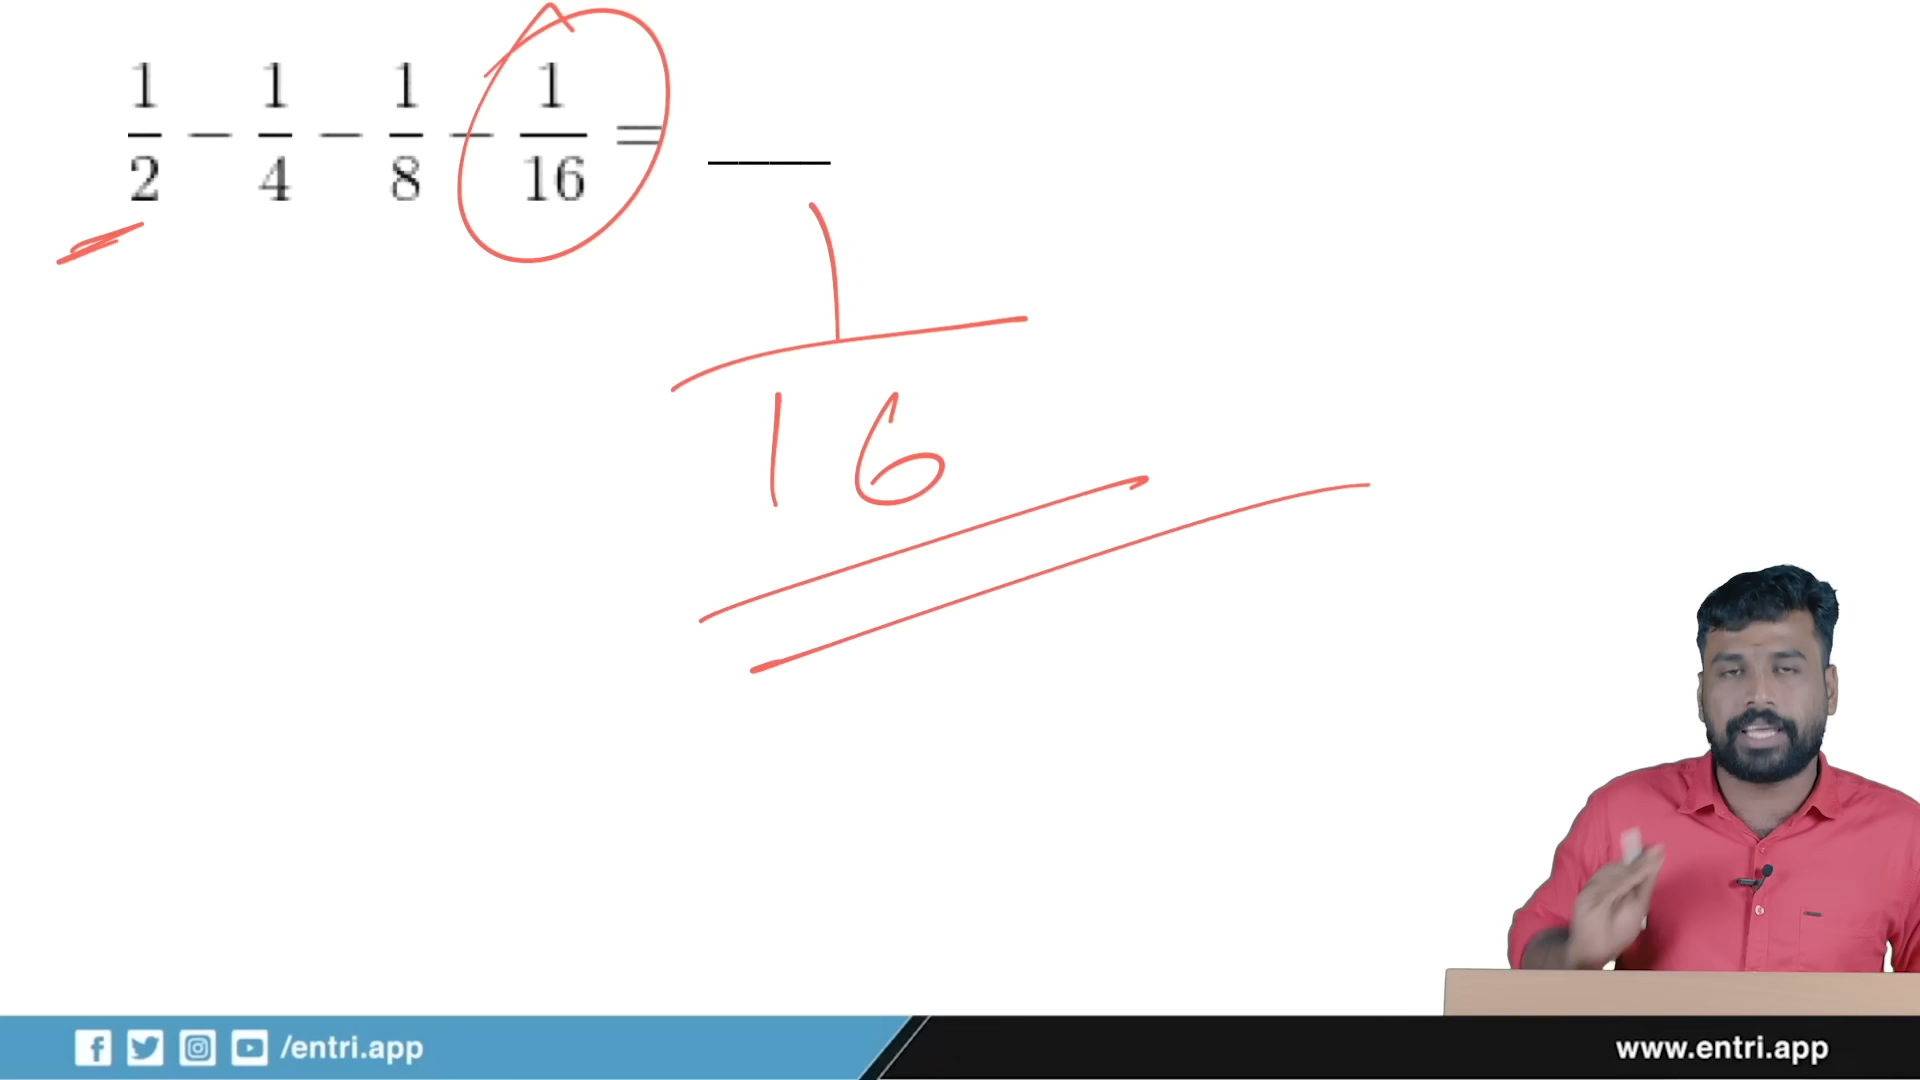 1/2 − 1/4 − 1/8 − 1/16 = ____
1/16
/entri.app
www.entri.app